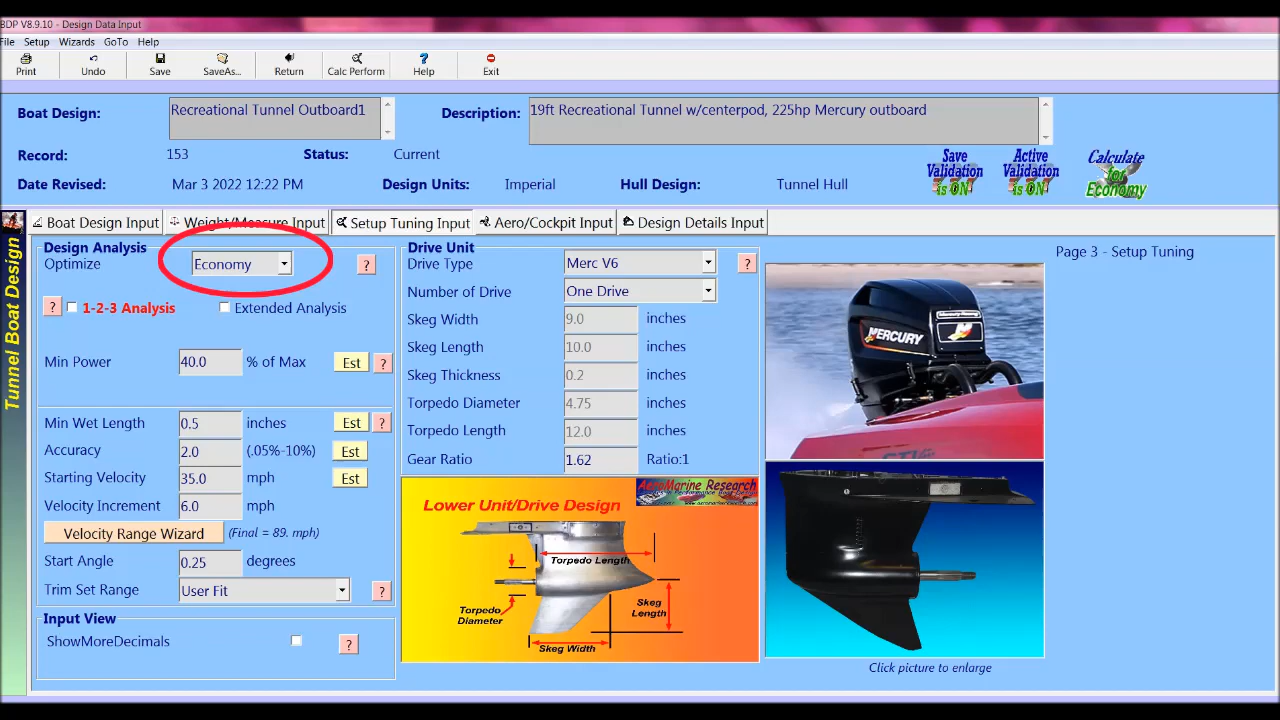 BDP V8.9.10 - Design Data Input
File Setup Wizards GoTo Help
Print Undo Save SaveAs... Return Calc Perform Help Exit
Boat Design: Recreational Tunnel Outboard1 Description: 19ft Recreational Tunnel w/centerpod, 225hp Mercury outboard
Record: 153 Status: Current
Date Revised: Mar 3 2022 12:22 PM Design Units: Imperial Hull Design: Tunnel Hull
Save Validation is ON
Active Validation is ON
Calculate for Economy
Boat Design Input Weight/Measure Input Setup Tuning Input Aero/Cockpit Input Design Details Input
Tunnel Boat Design
Design Analysis
Optimize Economy ?
? 1-2-3 Analysis Extended Analysis
Min Power 40.0 % of Max Est ?
Min Wet Length 0.5 inches Est ?
Accuracy 2.0 (.05%-10%) Est
Starting Velocity 35.0 mph Est
Velocity Increment 6.0 mph
Velocity Range Wizard (Final = 89. mph)
Start Angle 0.25 degrees
Trim Set Range User Fit ?
Input View
ShowMoreDecimals ?
Drive Unit
Drive Type Merc V6 ?
Number of Drive One Drive
Skeg Width 9.0 inches
Skeg Length 10.0 inches
Skeg Thickness 0.2 inches
Torpedo Diameter 4.75 inches
Torpedo Length 12.0 inches
Gear Ratio 1.62 Ratio:1
AeroMarine Research
Lower Unit/Drive Design
Torpedo Length
Torpedo Diameter
Skeg Length
Skeg Width
Page 3 - Setup Tuning
MERCURY
Click picture to enlarge